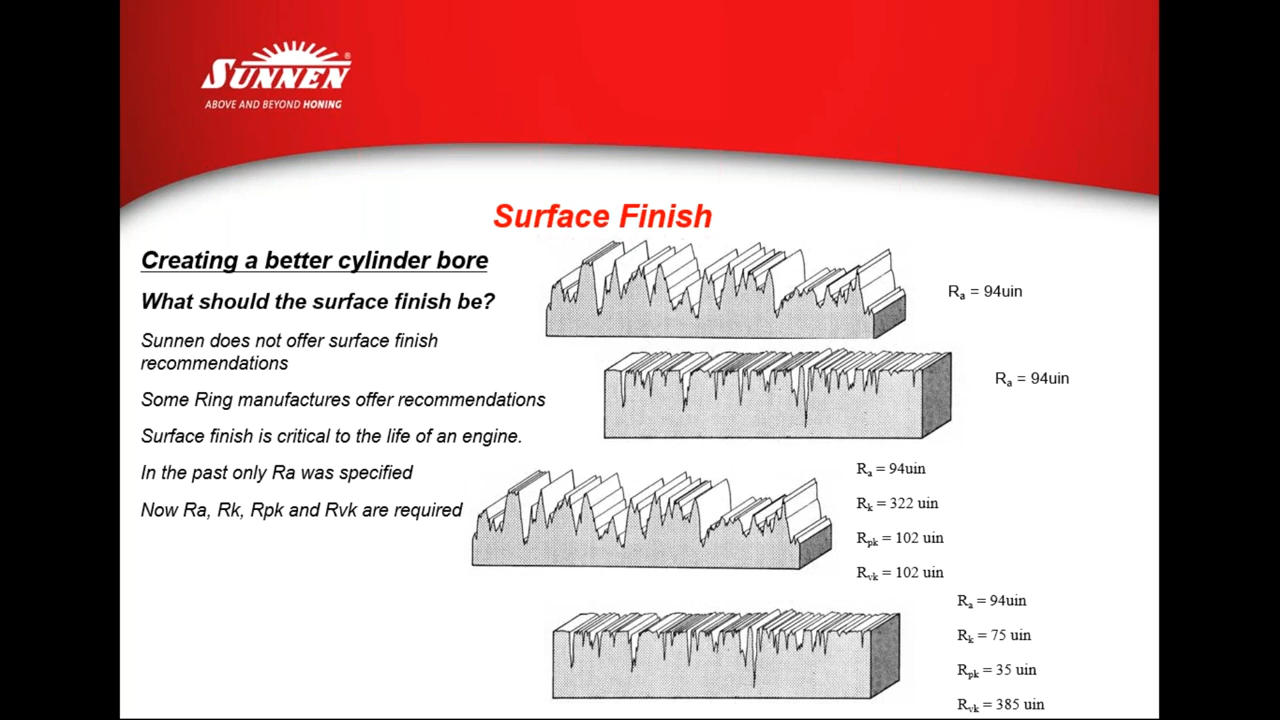 SUNNEN®
ABOVE AND BEYOND HONING
Surface Finish
Creating a better cylinder bore
What should the surface finish be?
Sunnen does not offer surface finish
recommendations
Some Ring manufactures offer recommendations
Surface finish is critical to the life of an engine.
In the past only Ra was specified
Now Ra, Rk, Rpk and Rvk are required
Ra = 94uin
Ra = 94uin
Ra = 94uin
Rk = 322 uin
Rpk = 102 uin
Rvk = 102 uin
Ra = 94uin
Rk = 75 uin
Rpk = 35 uin
Rvk = 385 uin